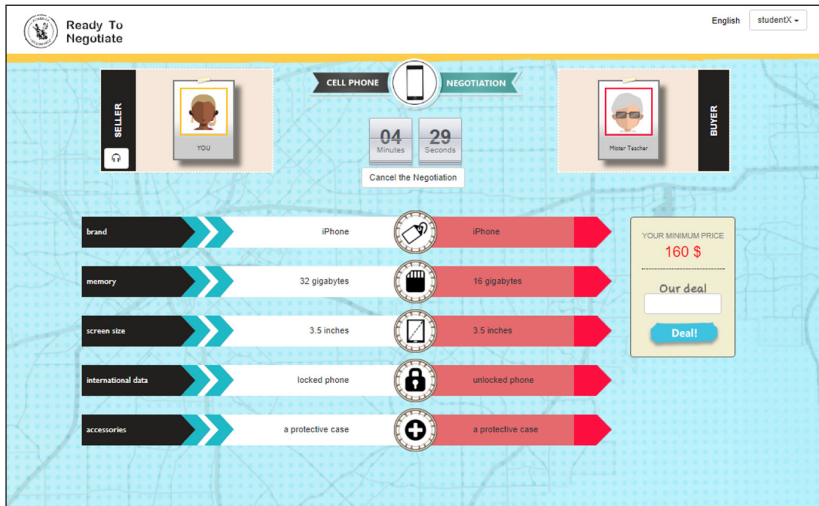 Ready To
Negotiate
English
studentX
SELLER
YOU
CELL PHONE
NEGOTIATION
04
Minutes
29
Seconds
Cancel the Negotiation
Mister Teacher
BUYER
brand
iPhone
iPhone
memory
32 gigabytes
16 gigabytes
screen size
3.5 inches
3.5 inches
international data
locked phone
unlocked phone
accessories
a protective case
a protective case
YOUR MINIMUM PRICE
160 $
Our deal
Deal!